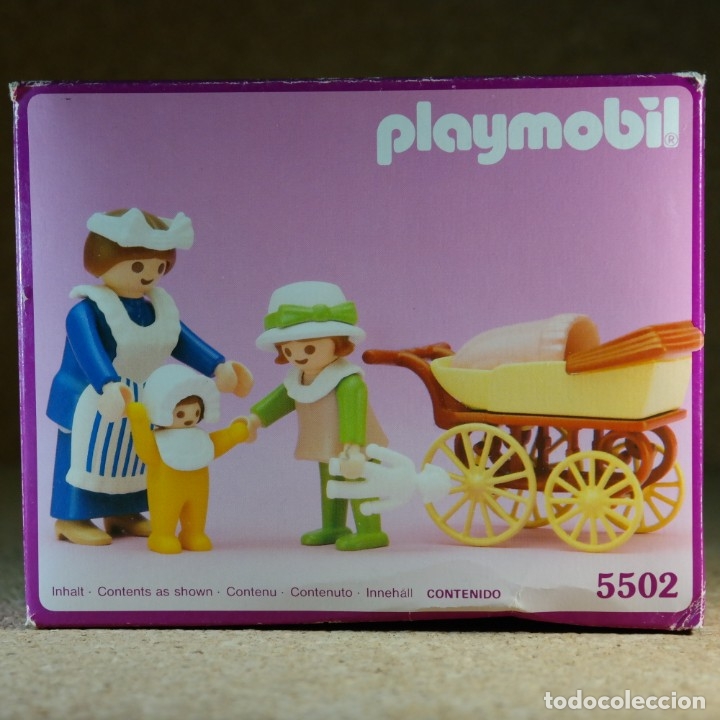 playmobil®
Inhalt · Contents as shown · Contenu · Contenuto · Innehåll CONTENIDO
5502
todocoleccion